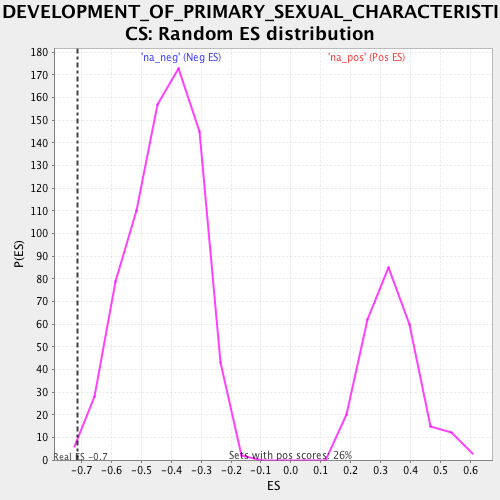 DEVELOPMENT_OF_PRIMARY_SEXUAL_CHARACTERISTI
CS: Random ES distribution
'na_neg' (Neg ES)
'na_pos' (Pos ES)
180
170
160
150
140
130
120
110
100
90
80
70
60
50
40
30
20
10
0
P(ES)
Real ES -0.7
Sets with pos scores: 26%
-0.7 -0.6 -0.5 -0.4 -0.3 -0.2 -0.1 0.0 0.1 0.2 0.3 0.4 0.5 0.6
ES